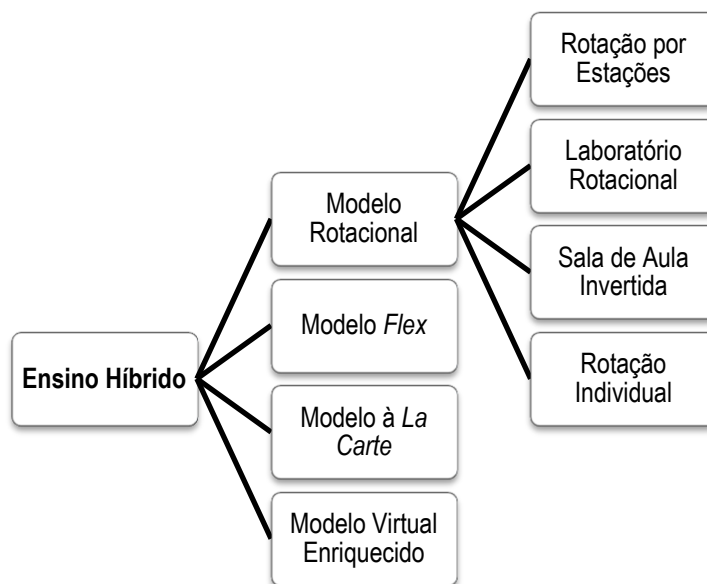 Ensino Híbrido
Modelo
Rotacional
Modelo Flex
Modelo à La
Carte
Modelo Virtual
Enriquecido
Rotação por
Estações
Laboratório
Rotacional
Sala de Aula
Invertida
Rotação
Individual